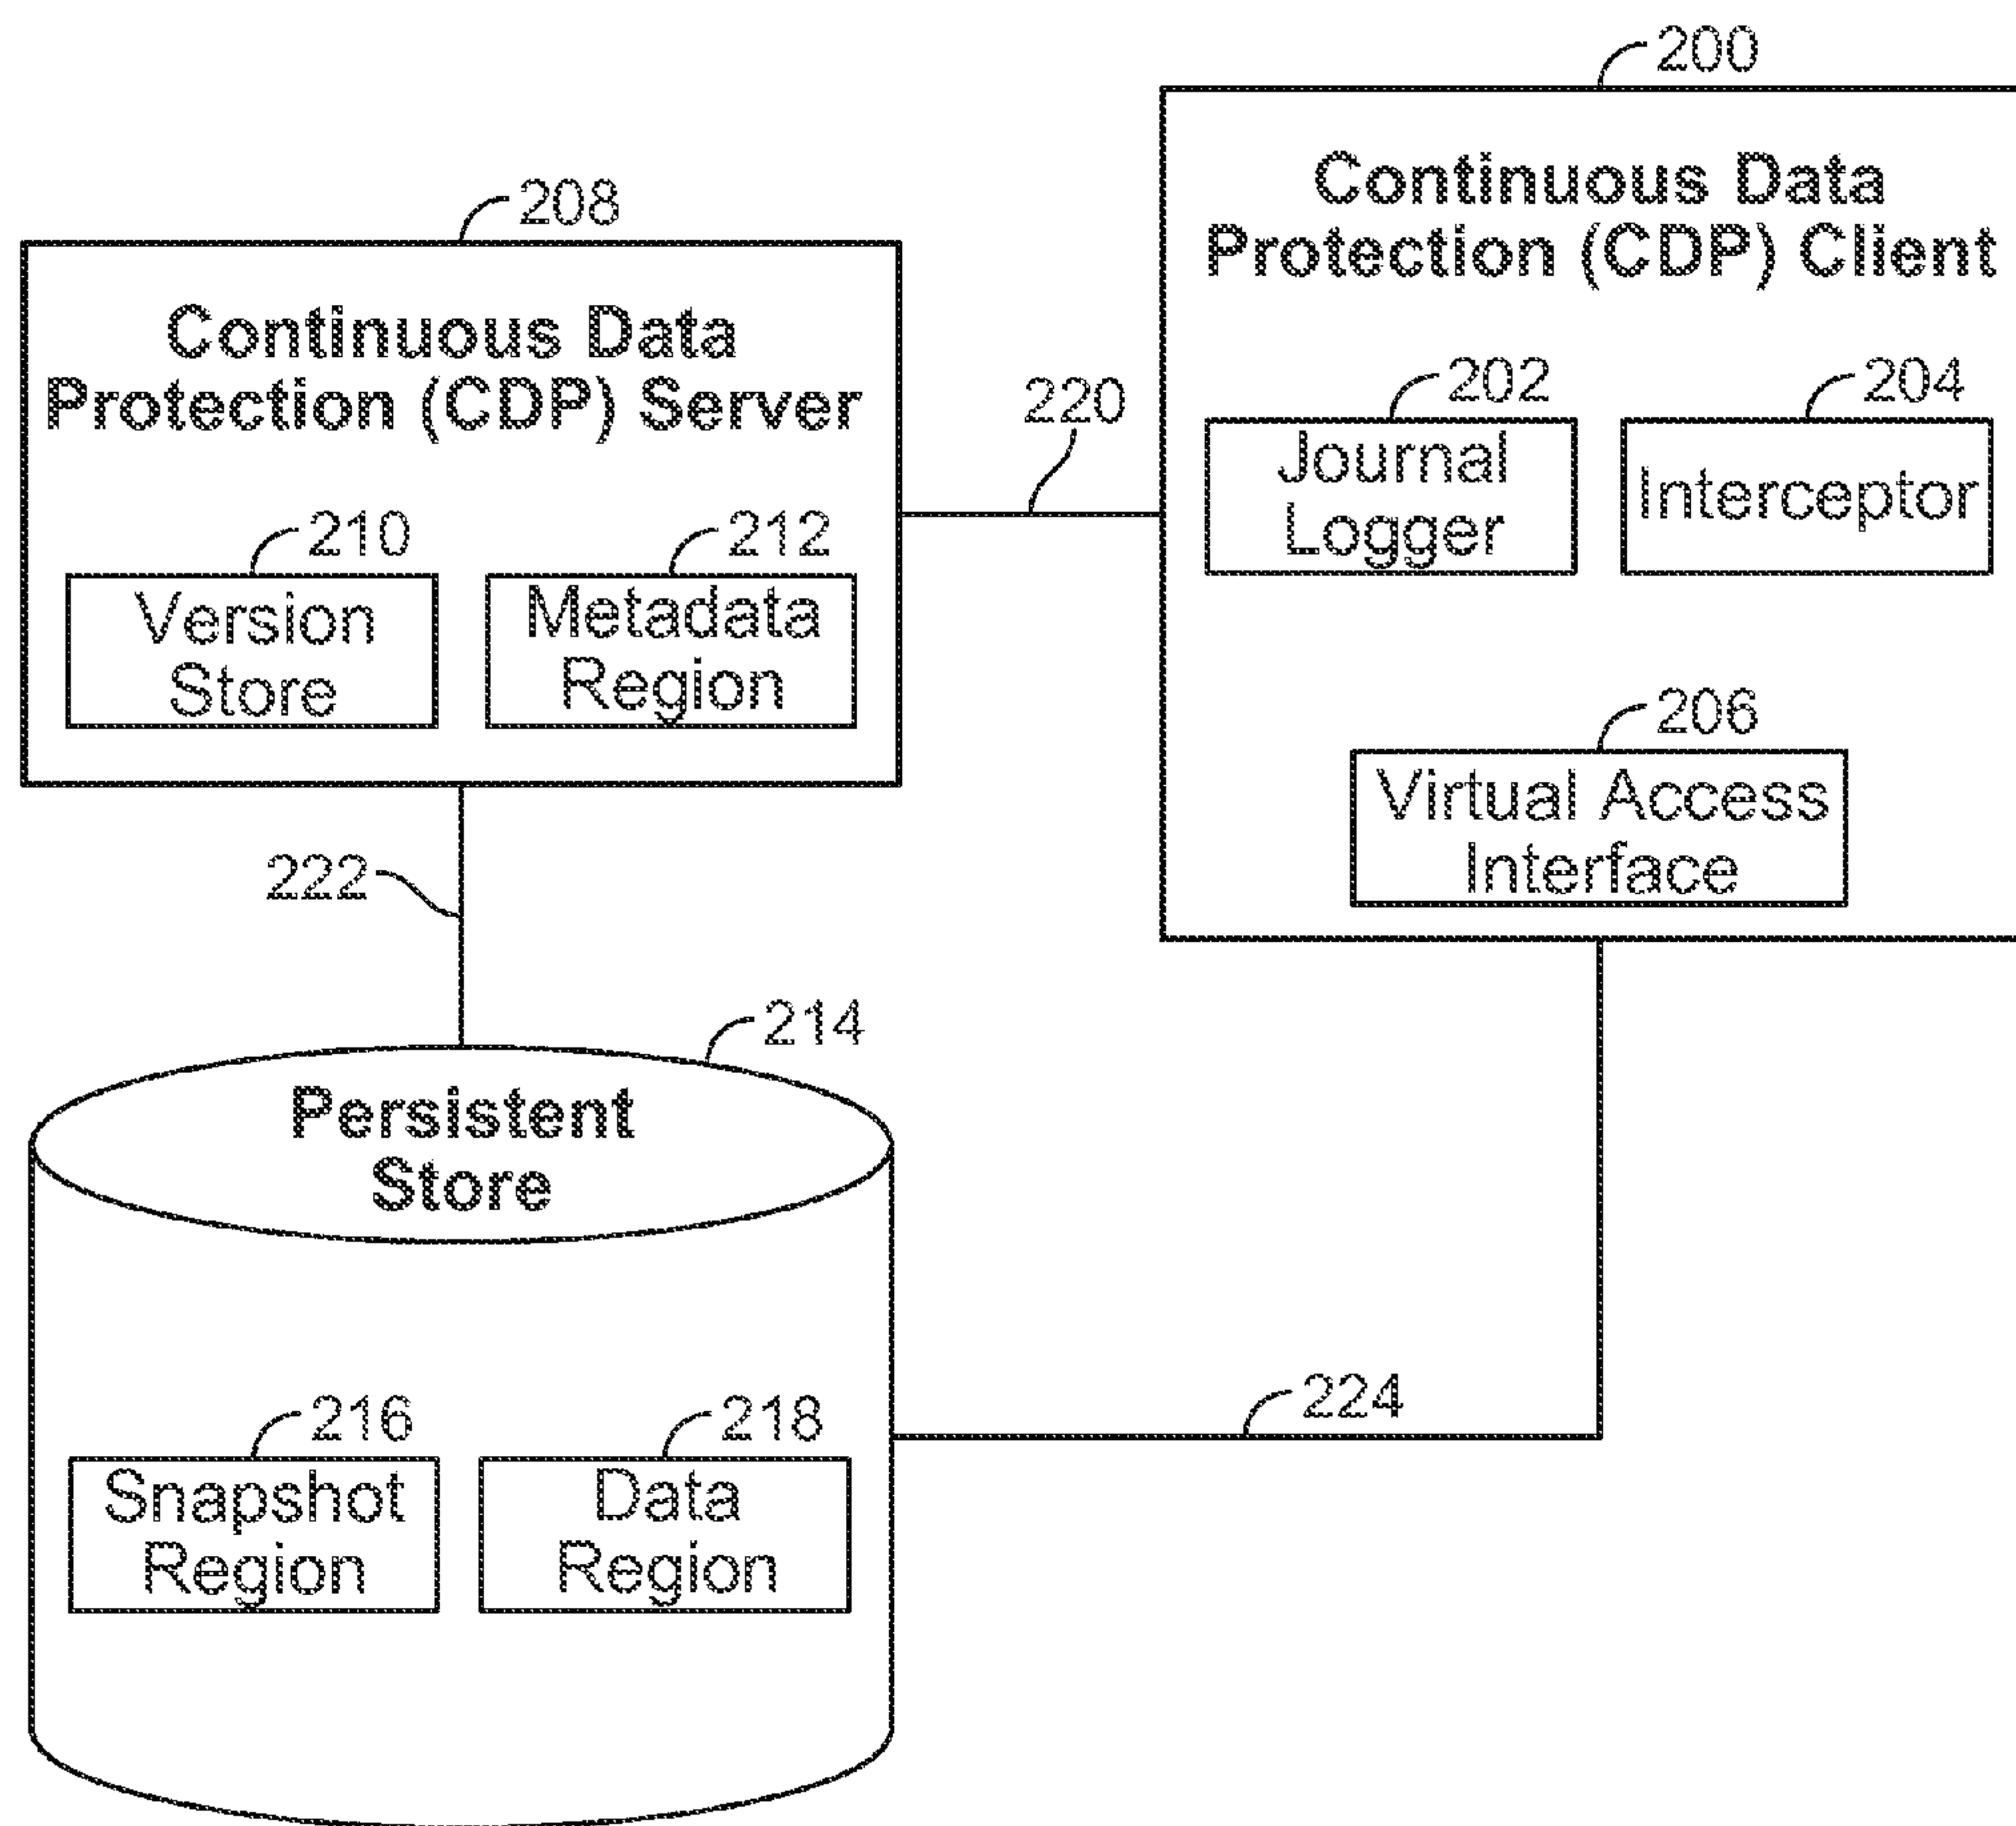 200
Continuous Data
Protection (CDP) Client
208
Continuous Data
Protection (CDP) Server
202
204
220
Journal
Logger
Interceptor
210
212
Version
Store
Metadata
Region
206
Virtual Access
Interface
222
214
Persistent
Store
224
216
218
Snapshot
Region
Data
Region